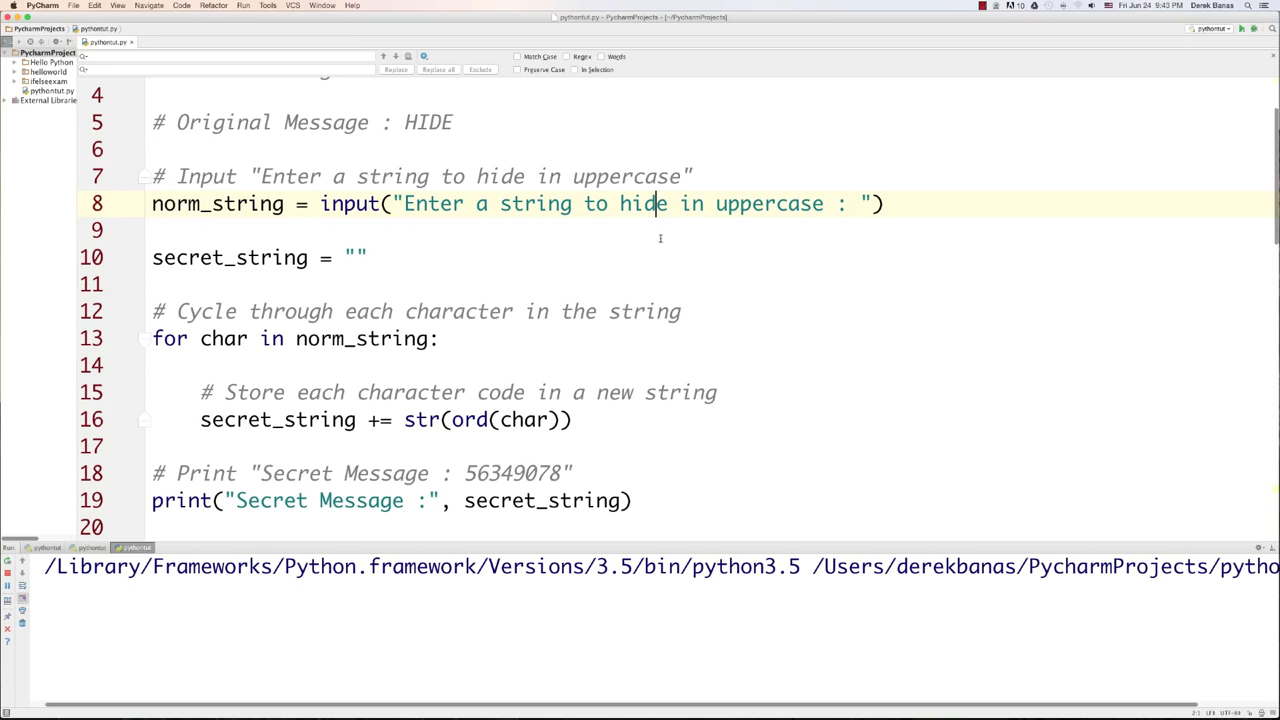 PyCharm File Edit View Navigate Code Refactor Run Tools VCS Window Help Fri Jun 24 9:43 PM Derek Banas
pythontut.py - PycharmProjects - [~/PycharmProjects]
PycharmProjects pythontut.py pythontut
pythontut.py
PycharmProject
Hello Python
helloworld
ifelseexam
pythontut.py
External Librarie
Match Case Regex Words
Replace Replace all Exclude Preserve Case In Selection
4
5 # Original Message : HIDE
6
7 # Input "Enter a string to hide in uppercase"
8 norm_string = input("Enter a string to hide in uppercase : ")
9
10 secret_string = ""
11
12 # Cycle through each character in the string
13 for char in norm_string:
14
15 # Store each character code in a new string
16 secret_string += str(ord(char))
17
18 # Print "Secret Message : 56349078"
19 print("Secret Message :", secret_string)
20
Run: pythontut pythontut pythontut
/Library/Frameworks/Python.framework/Versions/3.5/bin/python3.5 /Users/derekbanas/PycharmProjects/pytho
2:1 LF÷ UTF-8÷